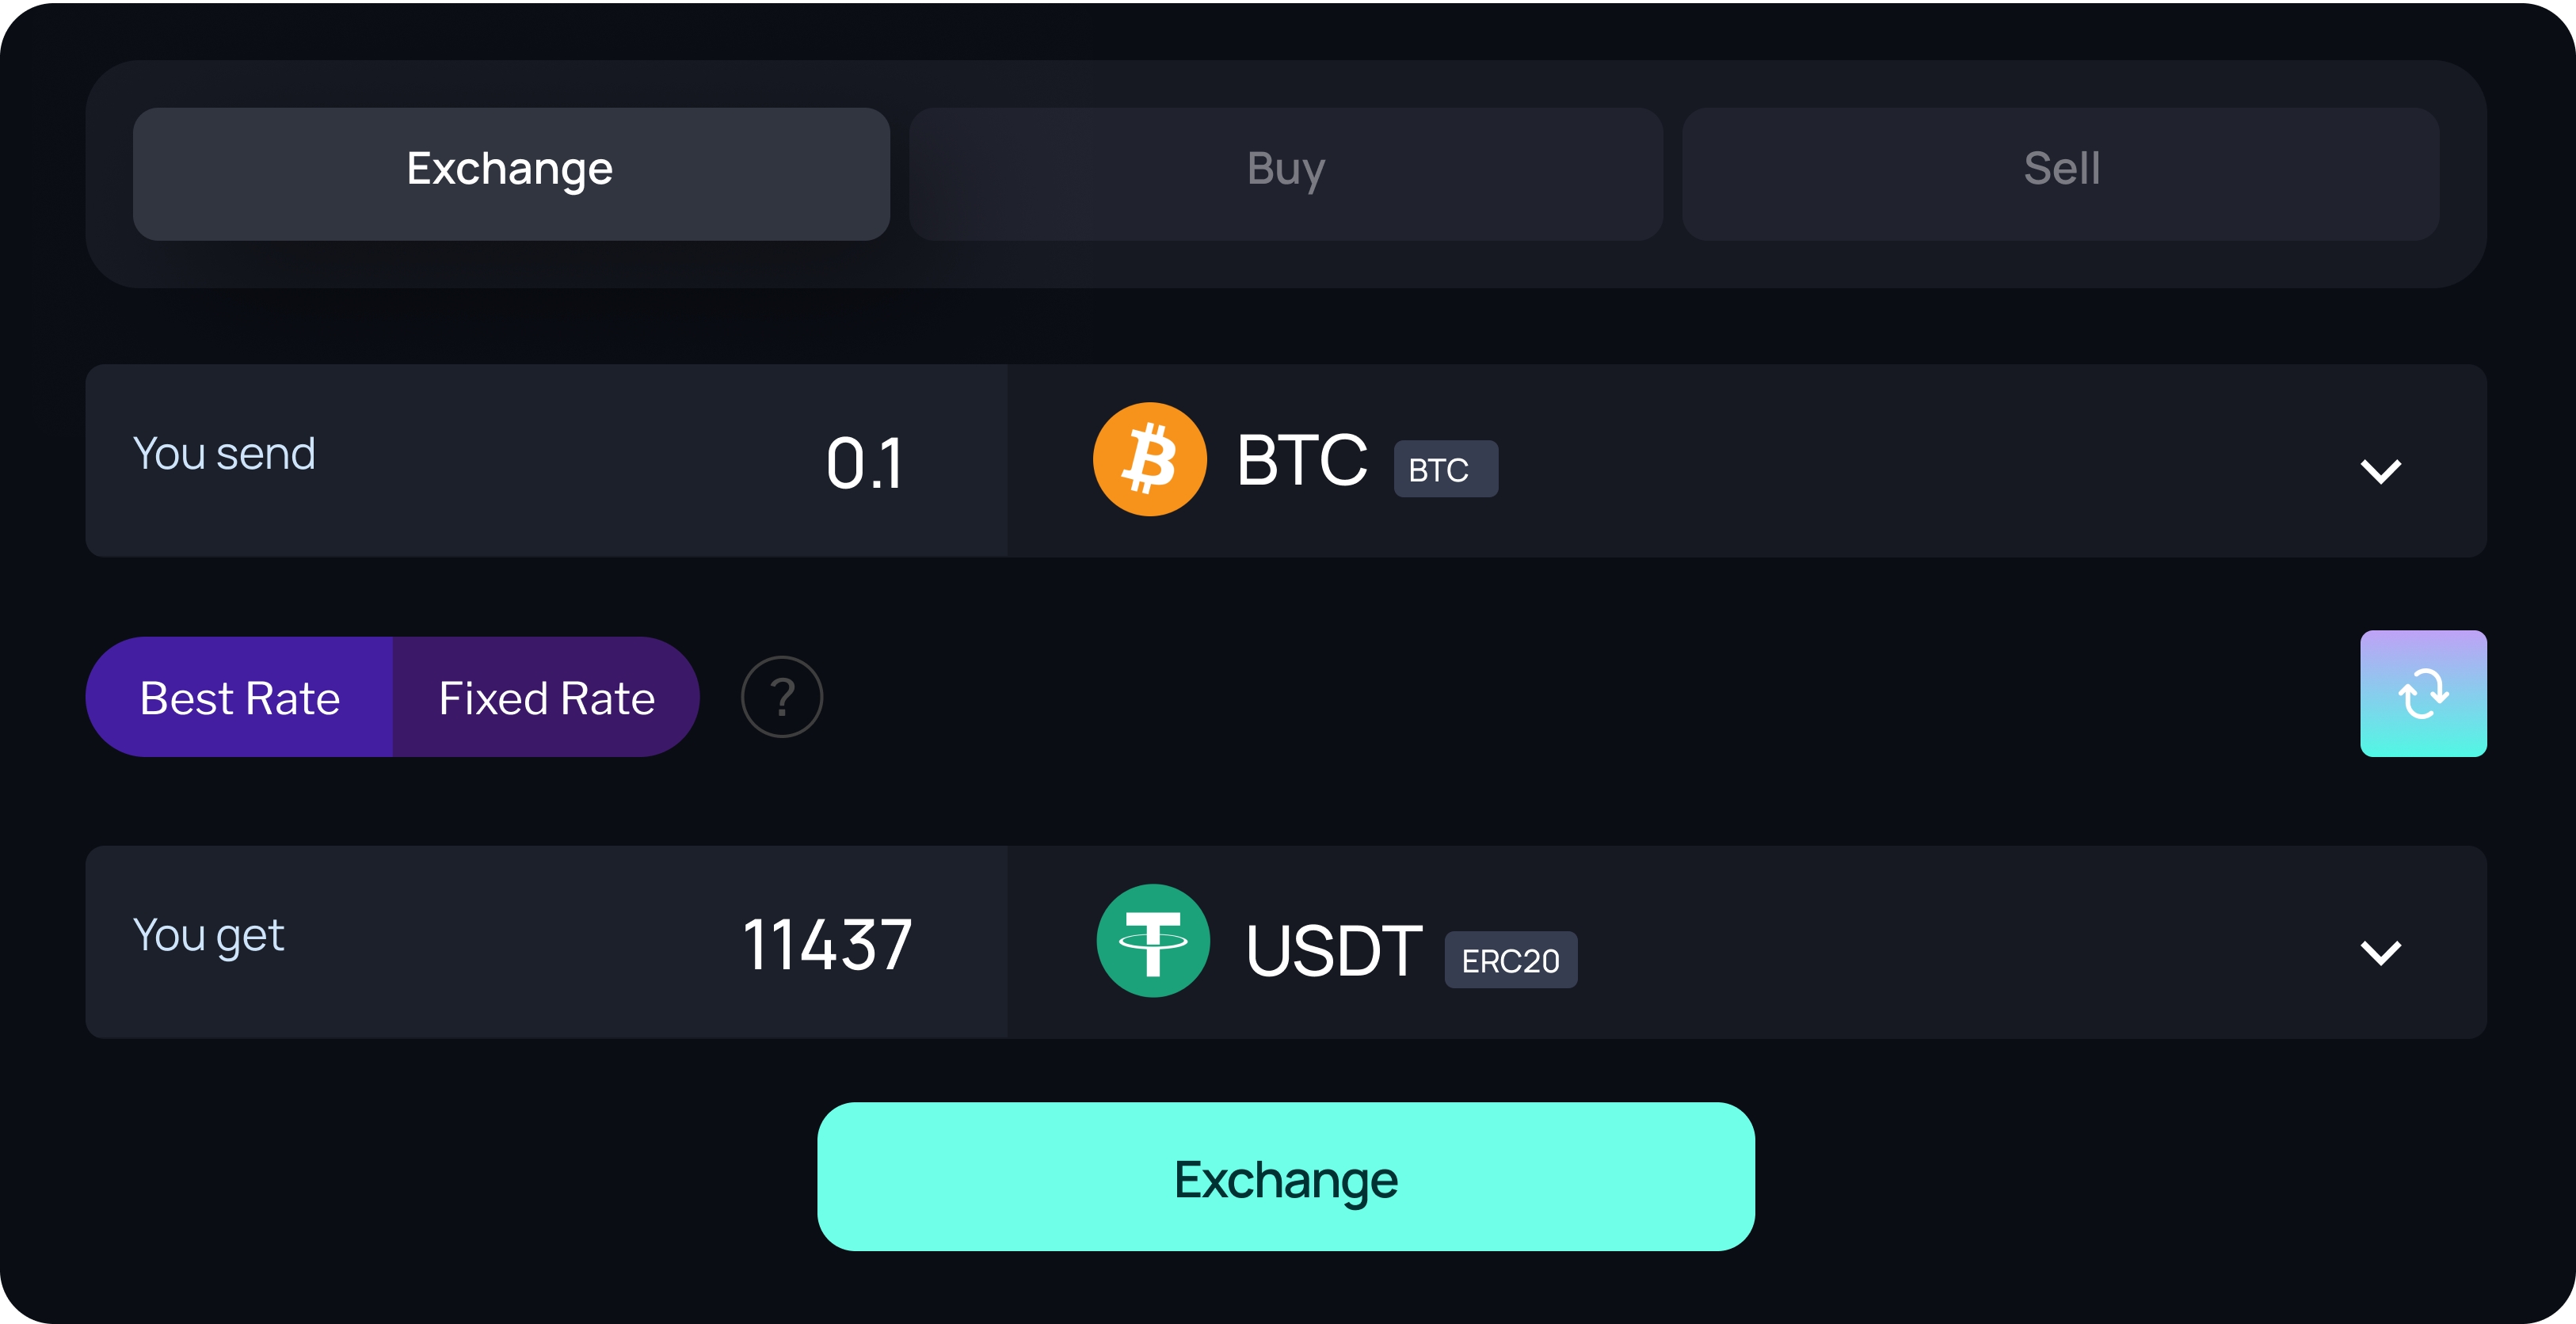 Exchange
Buy
Sell
You send
0.1
BTC
BTC
Best Rate
Fixed Rate
?
You get
11437
USDT
ERC20
Exchange